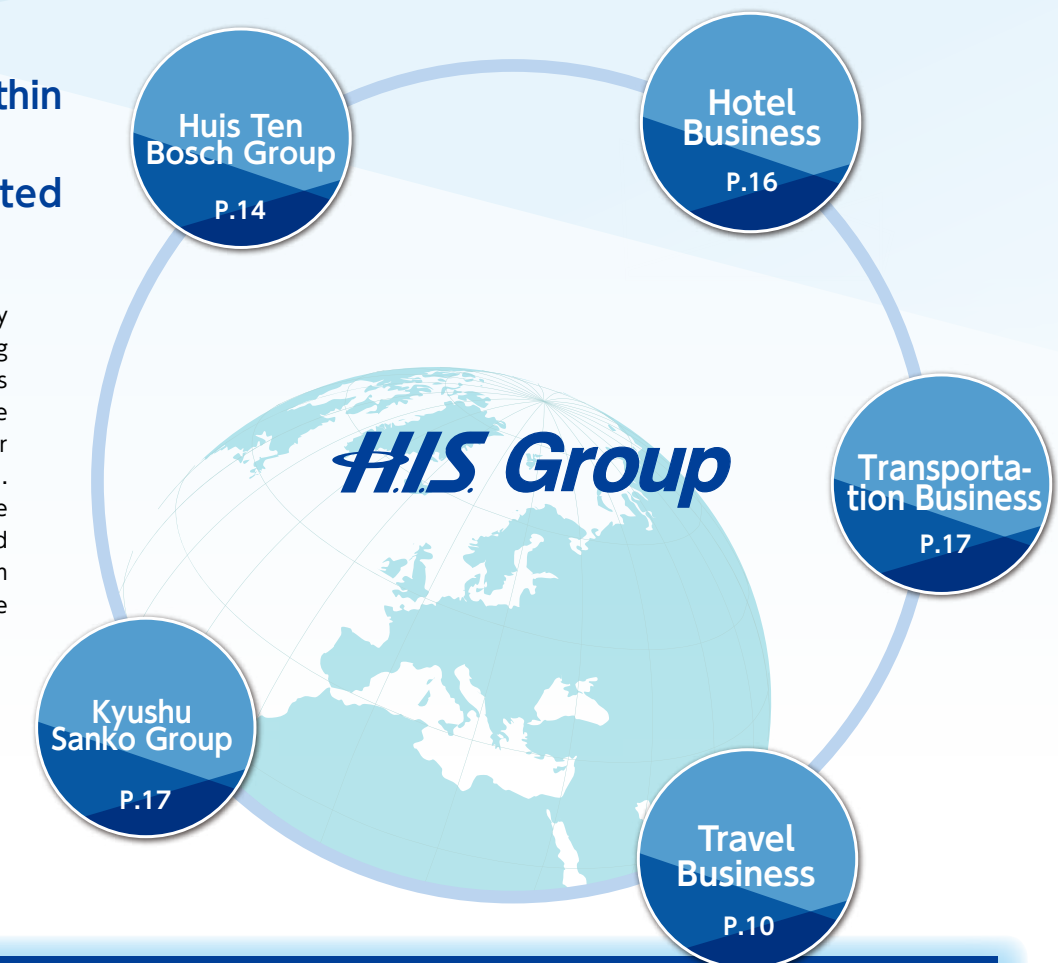 thin
ted
y
g
s
e
r
.
e
d
n
e
Huis Ten
Bosch Group
P.14
Hotel
Business
P.16
H.I.S. Group
Transporta-
tion Business
P.17
Kyushu
Sanko Group
P.17
Travel
Business
P.10